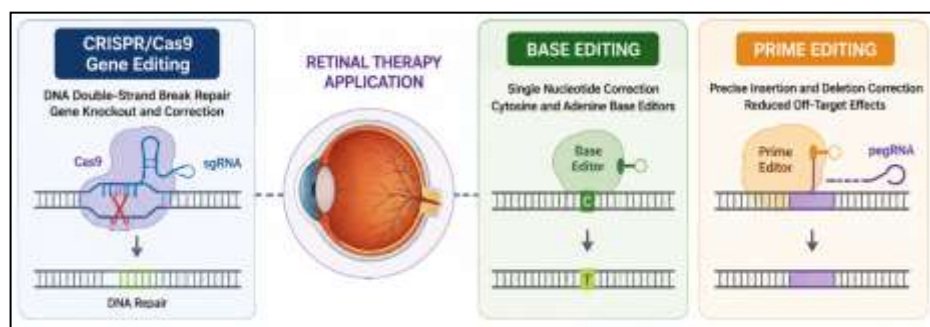 CRISPR/Cas9
Gene Editing
DNA Double-Strand Break Repair
Gene Knockout and Correction
Cas9
sgRNA
DNA Repair
RETINAL THERAPY
APPLICATION
BASE EDITING
Single Nucleotide Correction
Cytosine and Adenine Base Editors
Base
Editor
C
T
PRIME EDITING
Precise Insertion and Deletion Correction
Reduced Off-Target Effects
Prime
Editor
pegRNA